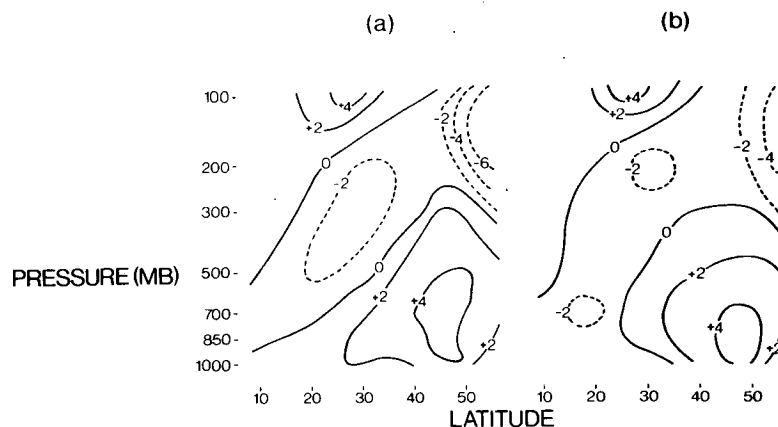 (a) (b)
100 +4 +2 -2 -4 -6 +4 +2 0 -2 -4
200 0 -2 -2
300
PRESSURE (MB)
500 0 +2 +4 0 +2
700 -2
850 +2 +4 +2
1000
10 20 30 40 50 10 20 30 40 50
LATITUDE